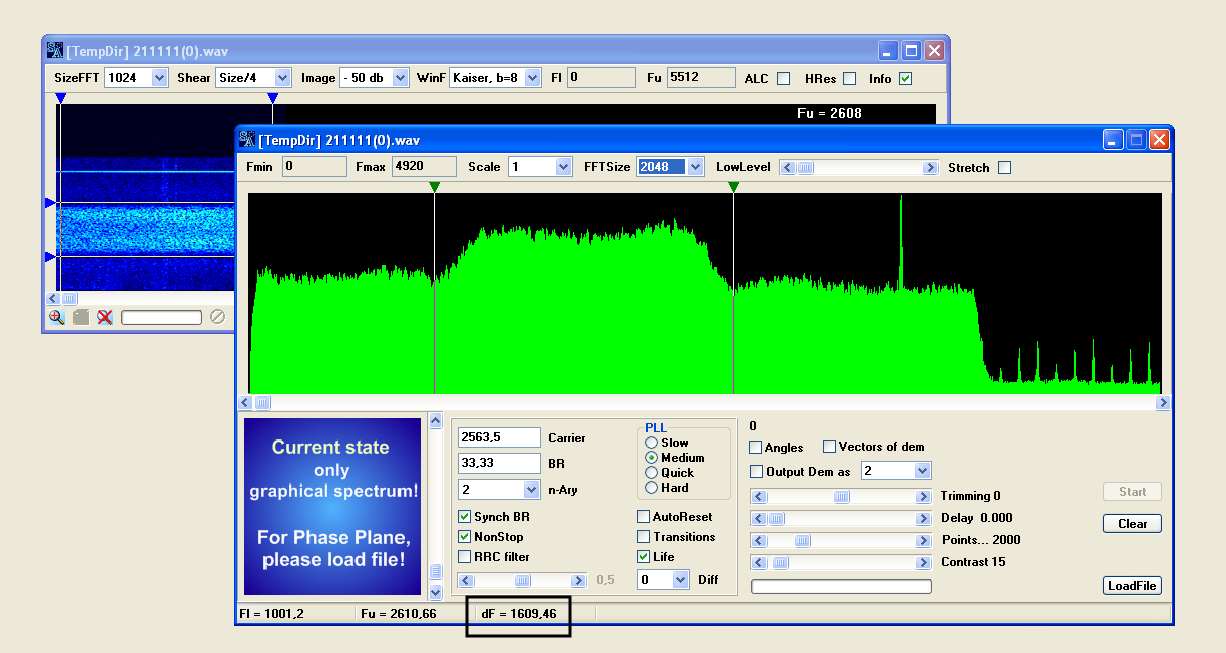 [TempDir] 211111(0).wav
SizeFFT 1024 Shear Size/4 Image - 50 db WinF Kaiser, b=8 Fl 0 Fu 5512 ALC HRes Info
Fu = 2608
[TempDir] 211111(0).wav
Fmin 0 Fmax 4920 Scale 1 FFTSize 2048 LowLevel Stretch
Current state
only
graphical spectrum!
For Phase Plane,
please load file!
2563,5 Carrier
33,33 BR
2 n-Ary
Synch BR
NonStop
RRC filter
0,5
PLL
Slow
Medium
Quick
Hard
AutoReset
Transitions
Life
0 Diff
0
Angles Vectors of dem
Output Dem as 2
Trimming 0
Delay 0.000
Points... 2000
Contrast 15
Start
Clear
LoadFile
Fl = 1001,2 Fu = 2610,66 dF = 1609,46